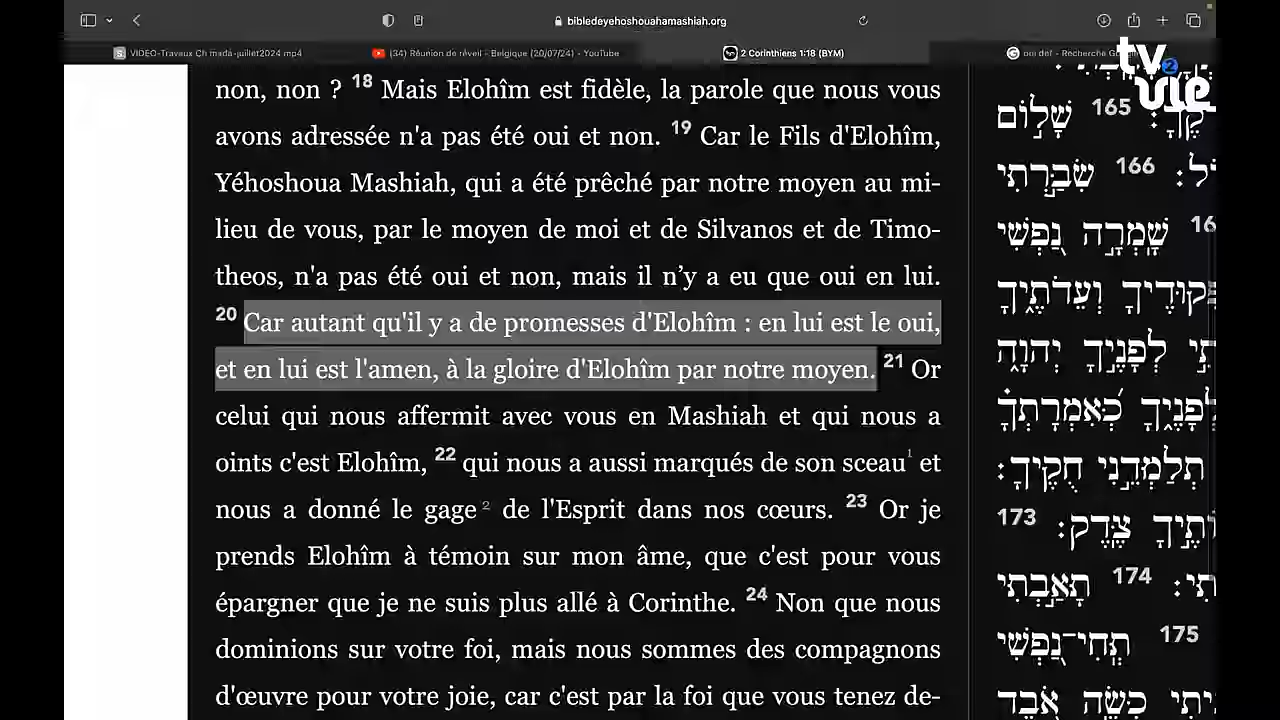 bibledeyehoshouahamashiah.org
VIDEO-Travaux Ch mada-juillet2024 mp4
(34) Réunion de réveil - Belgique (20/07/24) - YouTube
2 Corinthiens 1:18 (BYM)
oui def - Recherche
tv 2
vie
non, non ? 18 Mais Elohîm est fidèle, la parole que nous vous
avons adressée n'a pas été oui et non. 19 Car le Fils d'Elohîm,
Yéhoshoua Mashiah, qui a été prêché par notre moyen au mi-
lieu de vous, par le moyen de moi et de Silvanos et de Timo-
theos, n'a pas été oui et non, mais il n’y a eu que oui en lui.
20 Car autant qu'il y a de promesses d'Elohîm : en lui est le oui,
et en lui est l'amen, à la gloire d'Elohîm par notre moyen. 21 Or
celui qui nous affermit avec vous en Mashiah et qui nous a
oints c'est Elohîm, 22 qui nous a aussi marqués de son sceau1 et
nous a donné le gage 2 de l'Esprit dans nos cœurs. 23 Or je
prends Elohîm à témoin sur mon âme, que c'est pour vous
épargner que je ne suis plus allé à Corinthe. 24 Non que nous
dominions sur votre foi, mais nous sommes des compagnons
d'œuvre pour votre joie, car c'est par la foi que vous tenez de-
165 שָׁל֣וֹם
166 שִׂבַּ֣רְתִּי
שָֽׁמְרָ֣ה נַ֭פְשִׁי
פִקּוּדֶ֣יךָ וְעֵדֹתֶ֑יךָ
לְפָנֶ֣יךָ יְהוָ֑ה
כְּ֝אִמְרָתְךָ֗
תְלַמְּדֵ֣נִי חֻקֶּֽיךָ׃
173 צֶּֽדֶק׃
174 תָּאַ֣בְתִּי
175 תְּֽחִי־נַ֭פְשִׁי
כְּשֶׂ֣ה אֹ֭בֵד